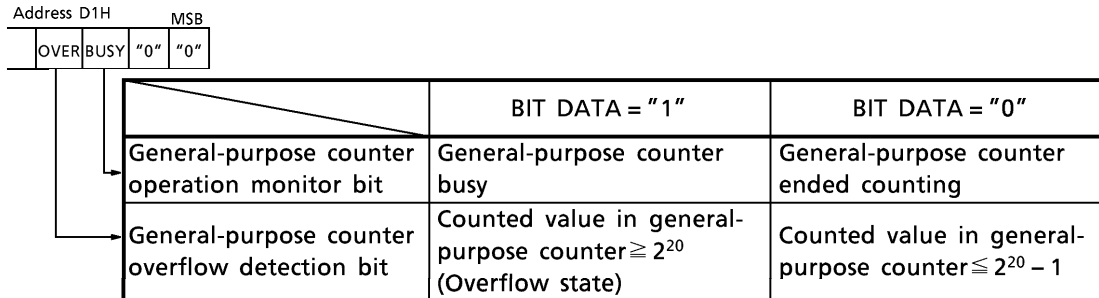 Address D1H
MSB
OVER BUSY "0" "0"
BIT DATA = "1" BIT DATA = "0"
General-purpose counter General-purpose counter General-purpose counter
operation monitor bit busy ended counting
General-purpose counter Counted value in general- Counted value in general-
overflow detection bit purpose counter ≧ 2²⁰ purpose counter ≦ 2²⁰ – 1
(Overflow state)